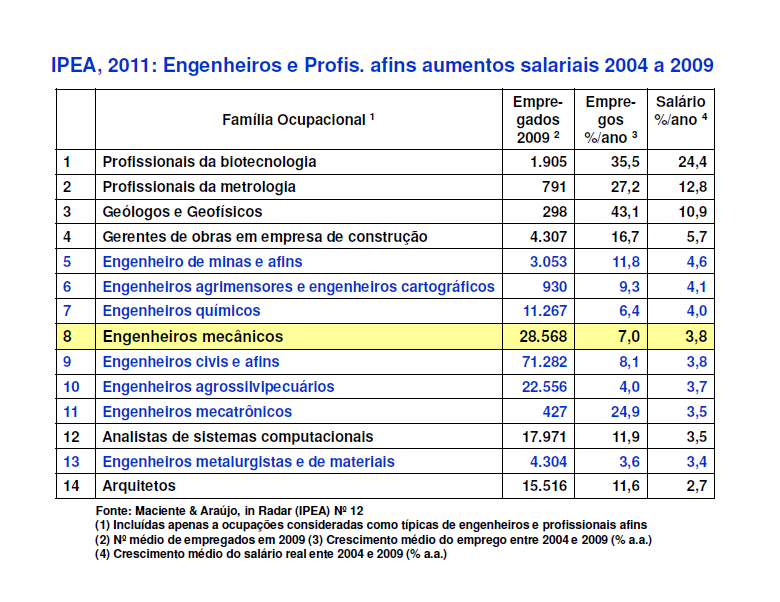 IPEA, 2011: Engenheiros e Profis. afins aumentos salariais 2004 a 2009
Família Ocupacional 1 Empre- gados 2009 2 Empre- gos %/ano 3 Salário %/ano 4
1 Profissionais da biotecnologia 1.905 35,5 24,4
2 Profissionais da metrologia 791 27,2 12,8
3 Geólogos e Geofísicos 298 43,1 10,9
4 Gerentes de obras em empresa de construção 4.307 16,7 5,7
5 Engenheiro de minas e afins 3.053 11,8 4,6
6 Engenheiros agrimensores e engenheiros cartográficos 930 9,3 4,1
7 Engenheiros químicos 11.267 6,4 4,0
8 Engenheiros mecânicos 28.568 7,0 3,8
9 Engenheiros civis e afins 71.282 8,1 3,8
10 Engenheiros agrossilvipecuários 22.556 4,0 3,7
11 Engenheiros mecatrônicos 427 24,9 3,5
12 Analistas de sistemas computacionais 17.971 11,9 3,5
13 Engenheiros metalurgistas e de materiais 4.304 3,6 3,4
14 Arquitetos 15.516 11,6 2,7
Fonte: Maciente & Araújo, in Radar (IPEA) Nº 12
(1) Incluídas apenas a ocupações consideradas como típicas de engenheiros e profissionais afins
(2) Nº médio de empregados em 2009 (3) Crescimento médio do emprego entre 2004 e 2009 (% a.a.)
(4) Crescimento médio do salário real ente 2004 e 2009 (% a.a.)